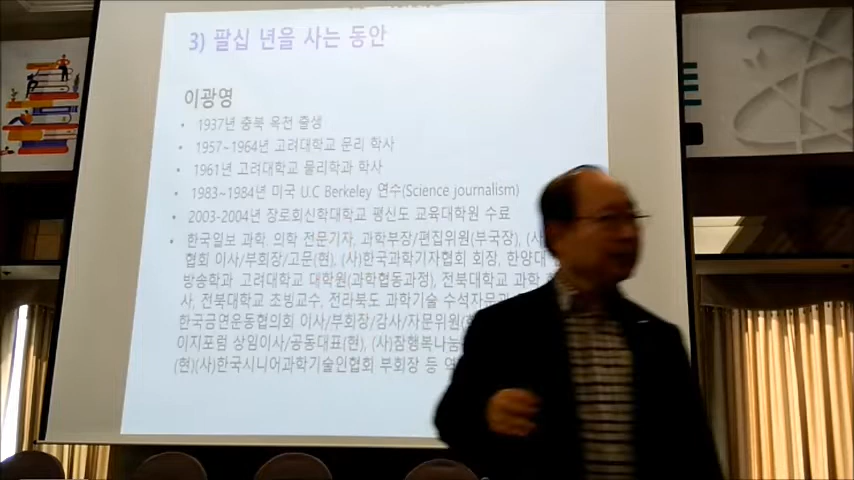 3) 팔십 년을 사는 동안
이광영
• 1937년 충북 옥천 출생
• 1957~1964년 고려대학교 문리 학사
• 1961년 고려대학교 물리학과 학사
• 1983~1984년 미국 U.C Berkeley 연수(Science Journalism)
• 2003-2004년 장로회신학대학교 평신도 교육대학원 수료
• 한국일보 과학, 의학 전문기자, 과학부장/편집위원(부국장),
협회 이사/부회장/고문(현), (사)한국과학기자협회 회장, 한양대
방송학과 고려대학교 대학원(과학협동과정), 전북대학교
사, 전북대학교 초빙교수, 전라북도 과학기술 수석자문
한국금연운동협의회 이사/부회장/감사/자문위원
이지포럼 상임이사/공동대표(현), (사)참행복나눔
(현)(사)한국시니어과학기술인협회 부회장 등